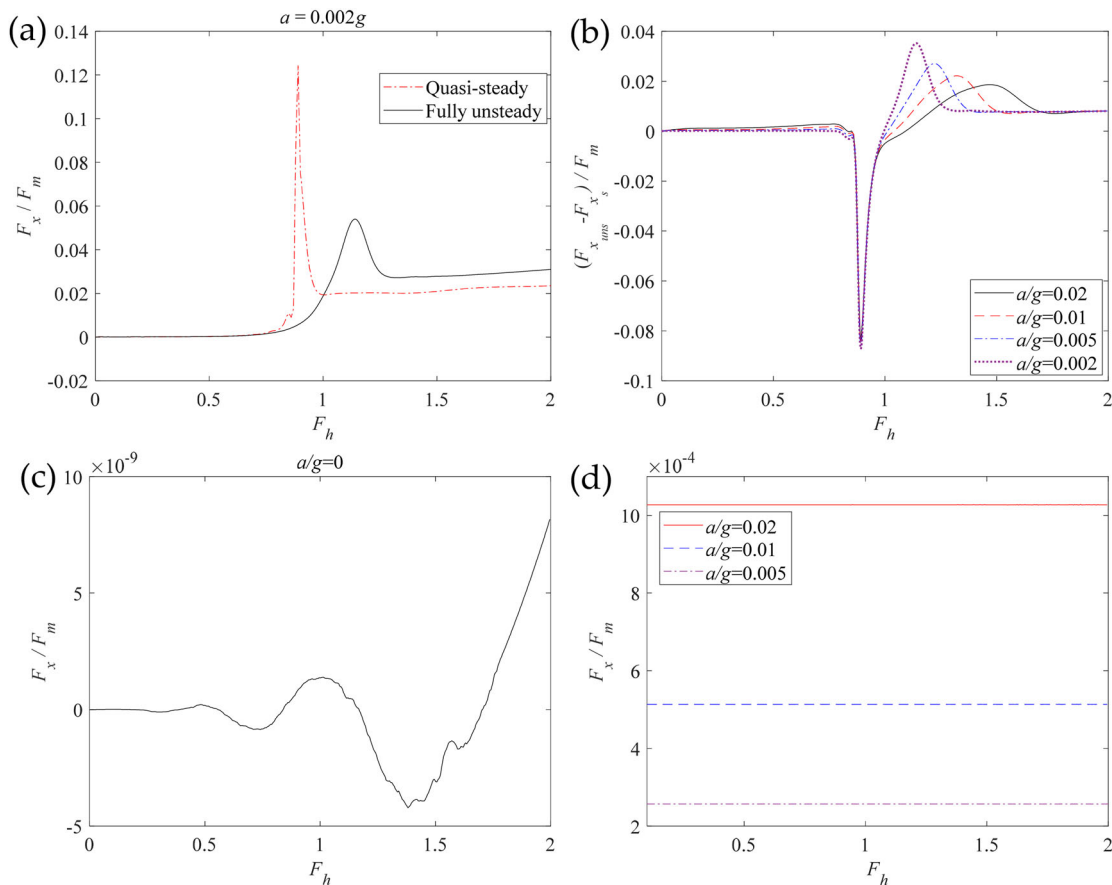 (a)
a = 0.002g
0.14
0.12
0.1
0.08
0.06
0.04
0.02
0
-0.02
F_x / F_m
Quasi-steady
Fully unsteady
0 0.5 1 1.5 2
F_h
(b)
0.04
0.02
0
-0.02
-0.04
-0.06
-0.08
-0.1
(F_{x_{uns}} -F_{x_s}) / F_m
a/g=0.02
a/g=0.01
a/g=0.005
a/g=0.002
0 0.5 1 1.5 2
F_h
(c)
×10^{-9}
a/g=0
10
5
0
-5
F_x / F_m
0 0.5 1 1.5 2
F_h
(d)
×10^{-4}
10
8
6
4
2
F_x / F_m
a/g=0.02
a/g=0.01
a/g=0.005
0.5 1 1.5 2
F_h